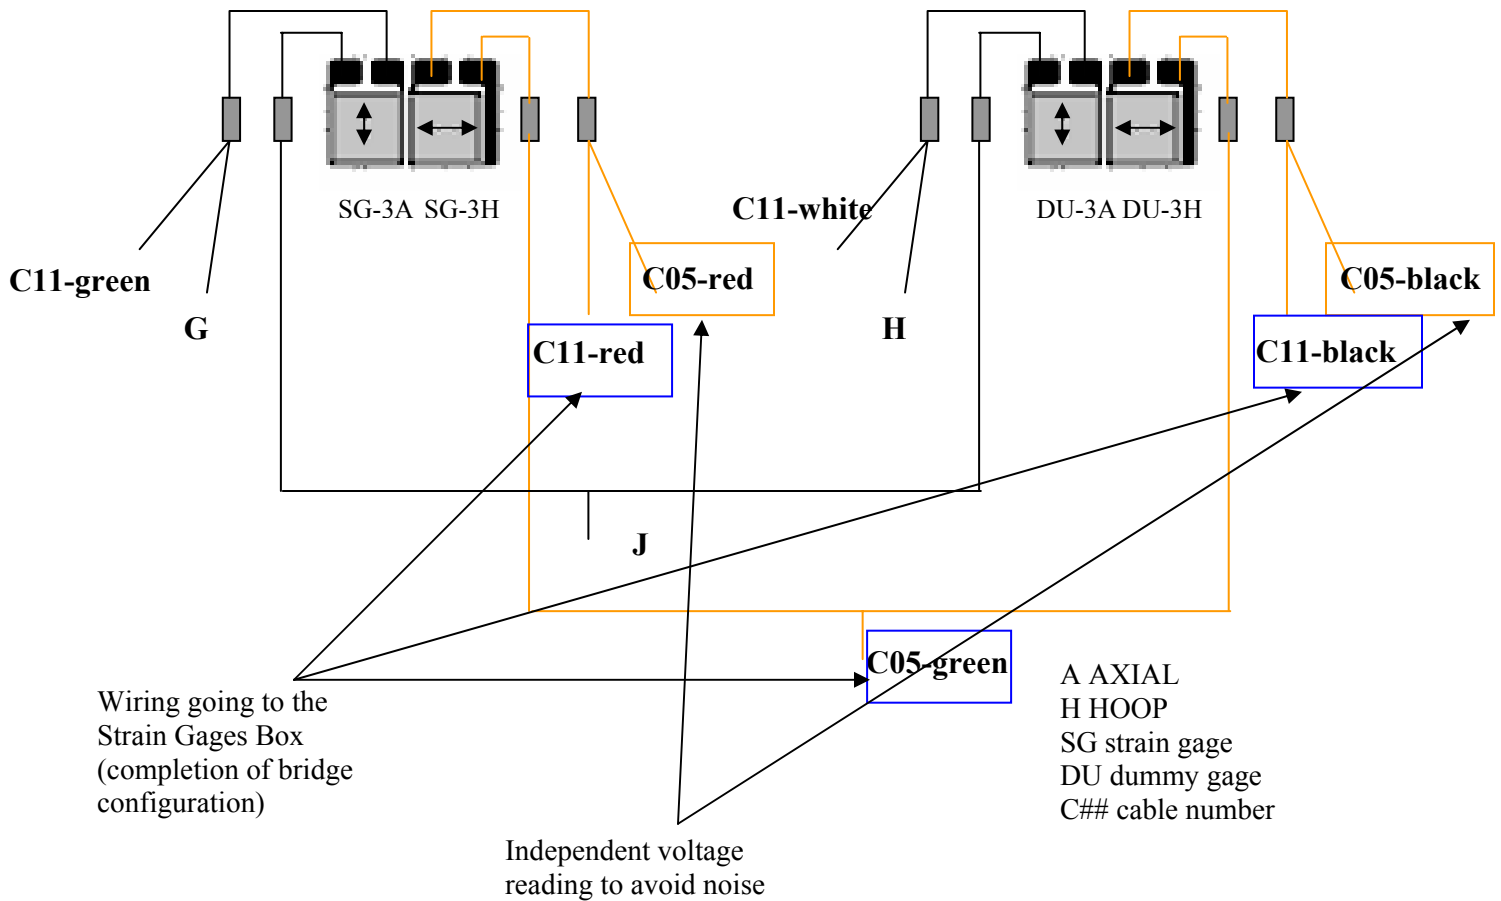 SG-3A SG-3H
C11-white
DU-3A DU-3H
C11-green
C05-red
C05-black
G
H
C11-red
C11-black
J
C05-green
Wiring going to the
Strain Gages Box
(completion of bridge
configuration)
A AXIAL
H HOOP
SG strain gage
DU dummy gage
C## cable number
Independent voltage
reading to avoid noise